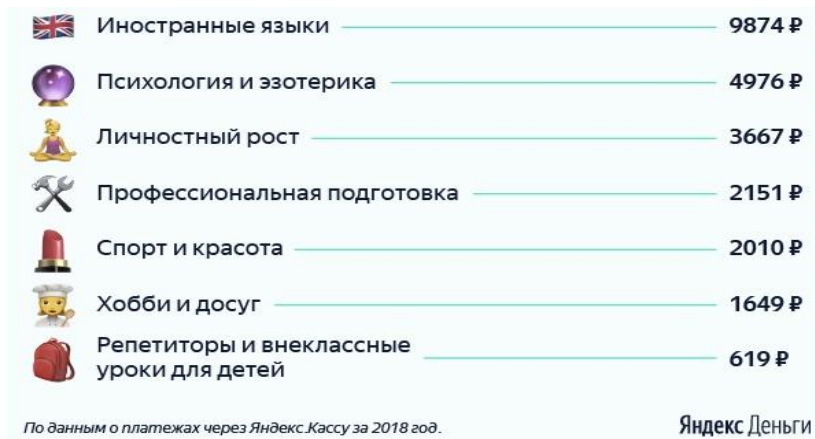 Иностранные языки 9874 ₽
Психология и эзотерика 4976 ₽
Личностный рост 3667 ₽
Профессиональная подготовка 2151 ₽
Спорт и красота 2010 ₽
Хобби и досуг 1649 ₽
Репетиторы и внеклассные
уроки для детей 619 ₽
По данным о платежах через Яндекс.Кассу за 2018 год. Яндекс Деньги